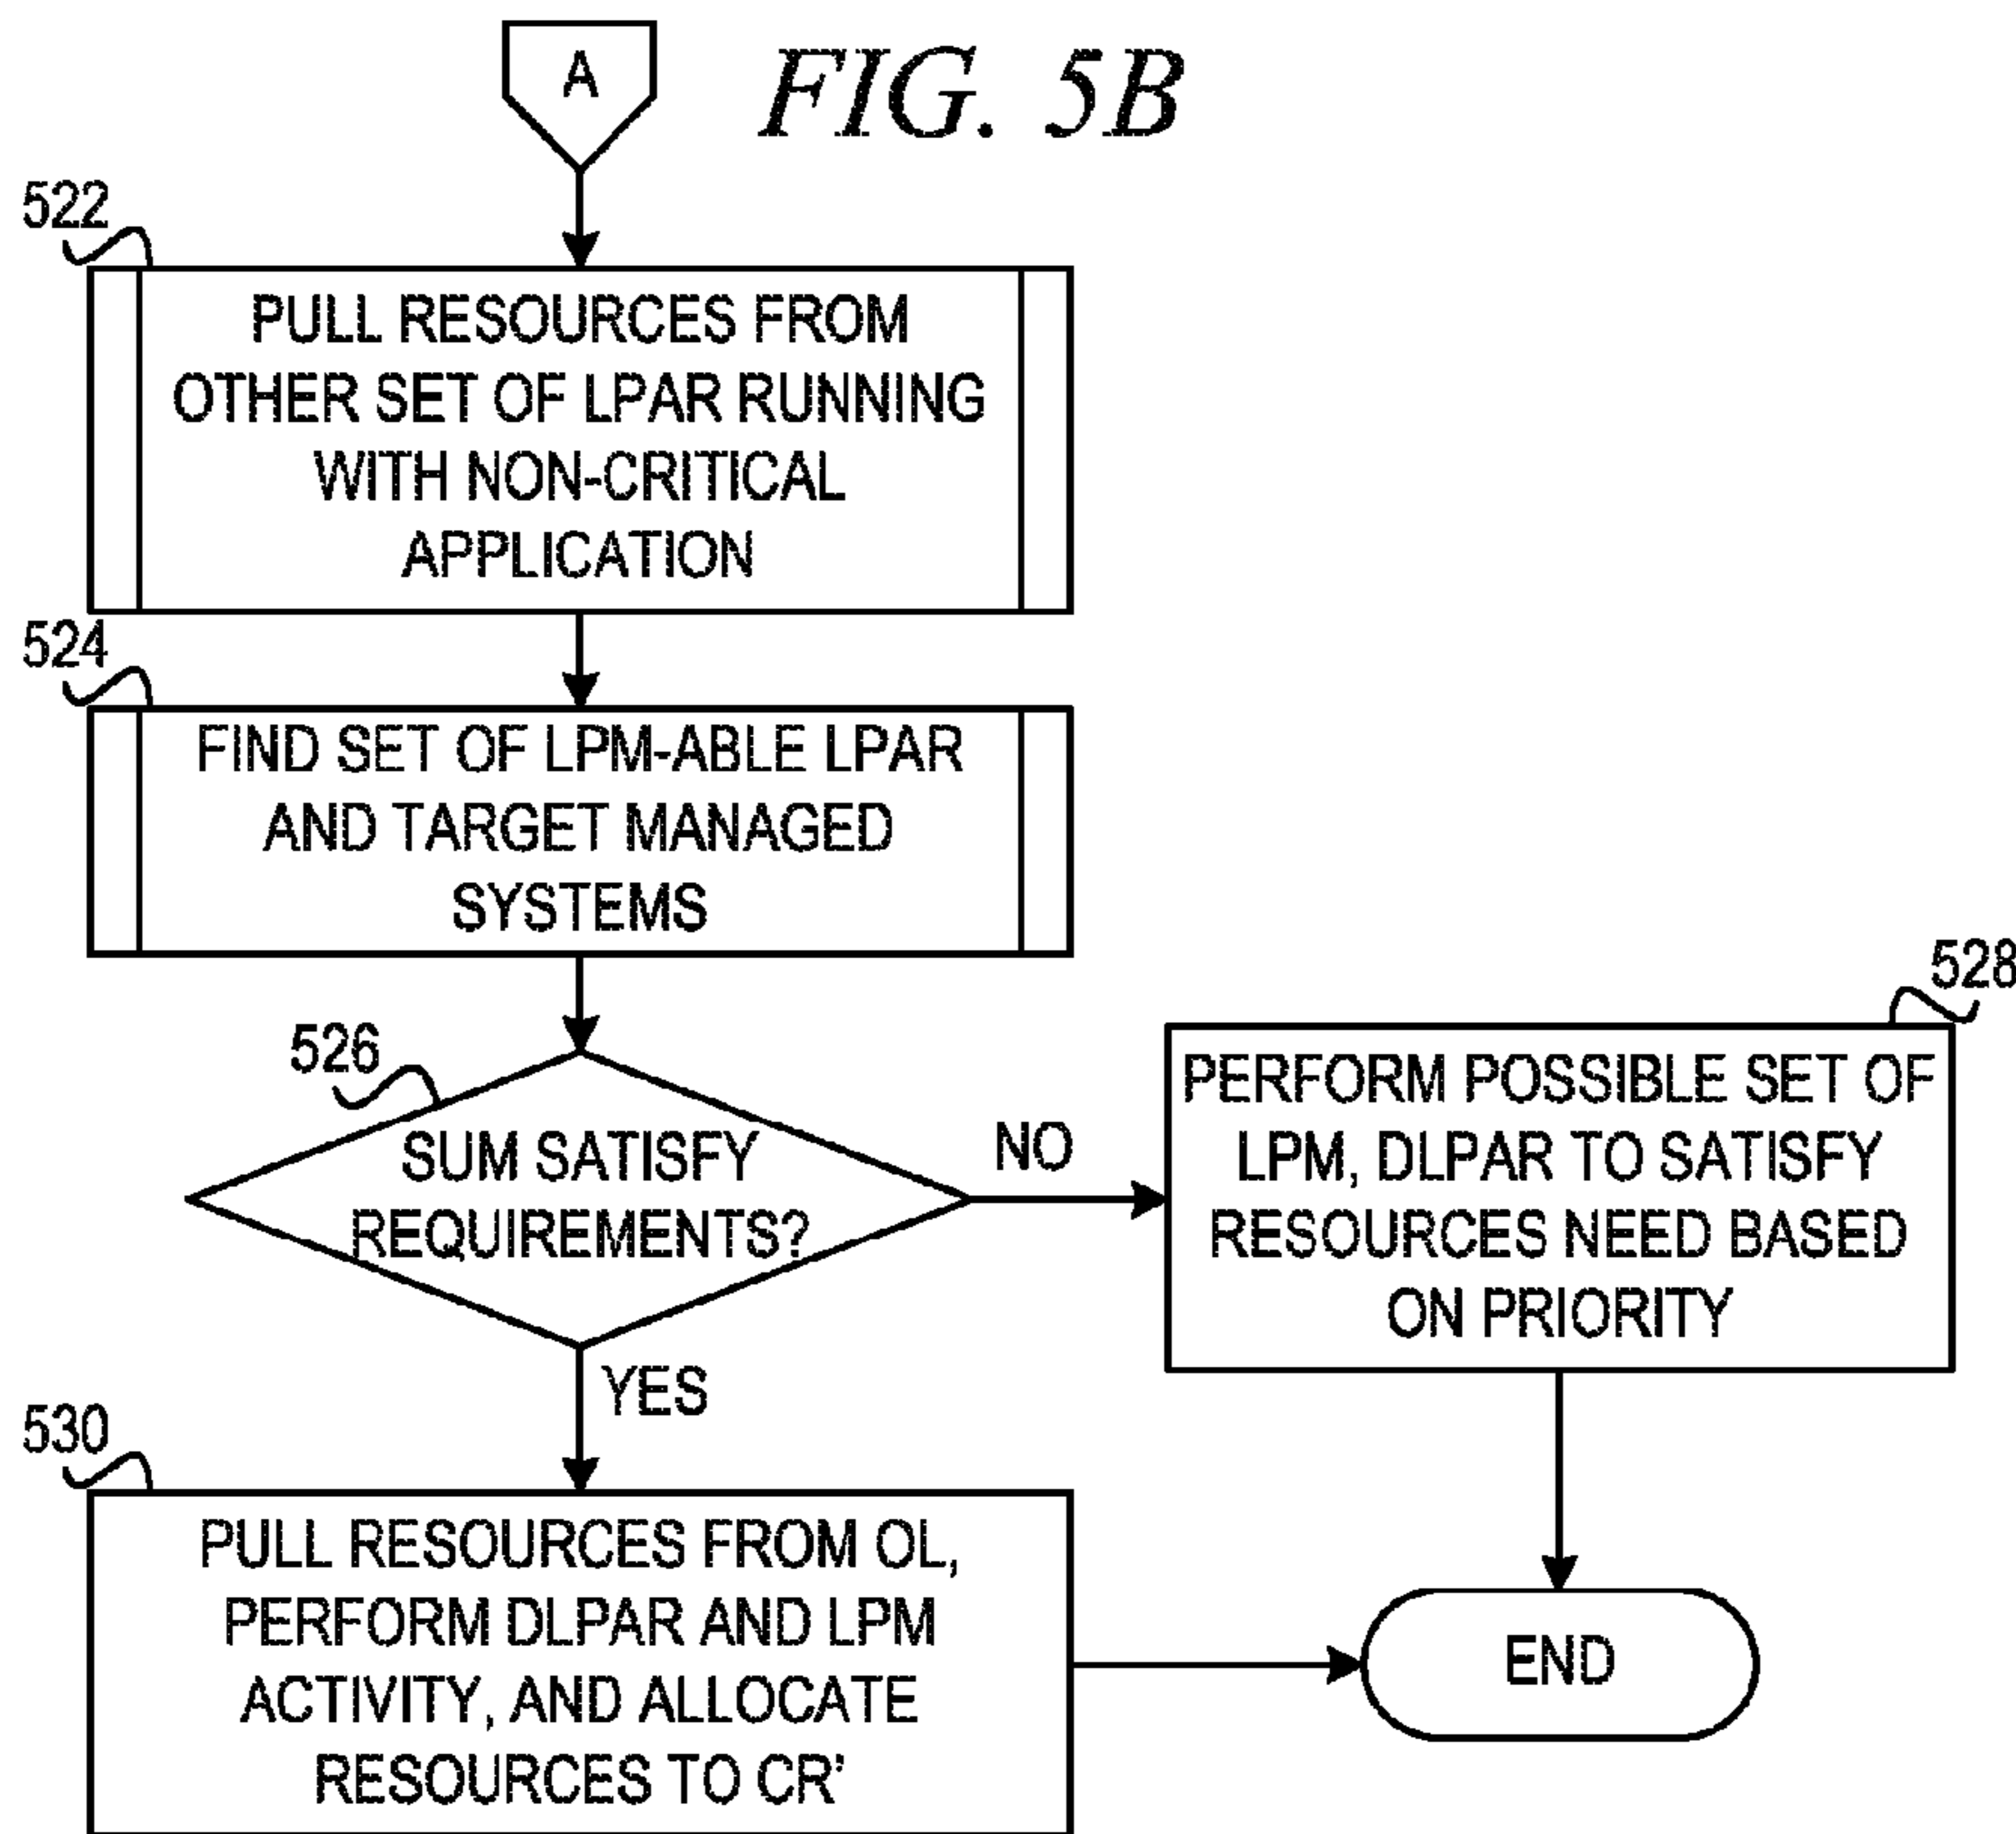 A
FIG. 5B
522
PULL RESOURCES FROM
OTHER SET OF LPAR RUNNING
WITH NON-CRITICAL
APPLICATION
524
FIND SET OF LPM-ABLE LPAR
AND TARGET MANAGED
SYSTEMS
526
SUM SATISFY
REQUIREMENTS?
NO
528
PERFORM POSSIBLE SET OF
LPM, DLPAR TO SATISFY
RESOURCES NEED BASED
ON PRIORITY
YES
530
PULL RESOURCES FROM OL,
PERFORM DLPAR AND LPM
ACTIVITY, AND ALLOCATE
RESOURCES TO CR'
END